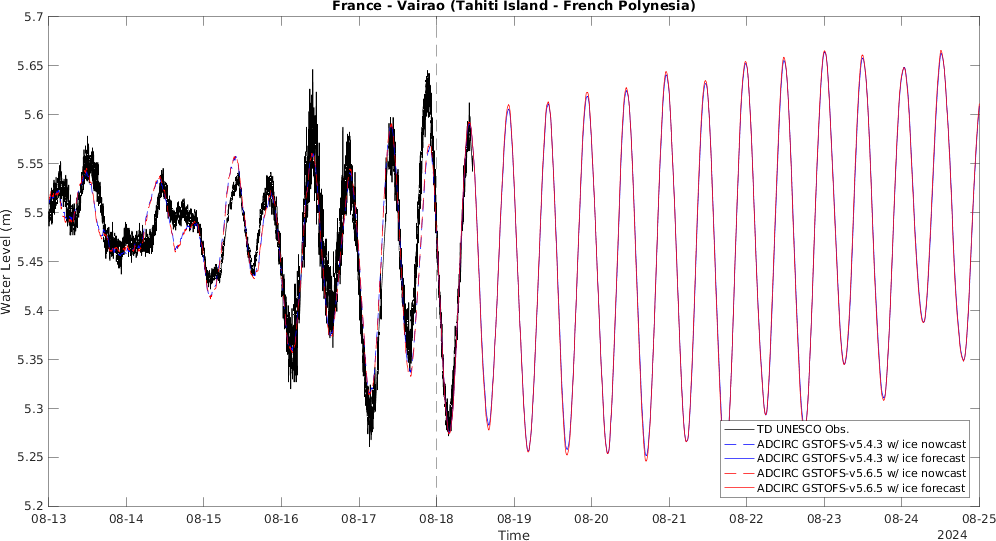 France - Vairao (Tahiti Island - French Polynesia)
5.7
5.65
5.6
5.55
5.5
5.45
5.4
5.35
5.3
5.25
5.2
Water Level (m)
TD UNESCO Obs.
ADCIRC GSTOFS-v5.4.3 w/ ice nowcast
ADCIRC GSTOFS-v5.4.3 w/ ice forecast
ADCIRC GSTOFS-v5.6.5 w/ ice nowcast
ADCIRC GSTOFS-v5.6.5 w/ ice forecast
08-13 08-14 08-15 08-16 08-17 08-18 08-19 08-20 08-21 08-22 08-23 08-24 08-25
Time
2024